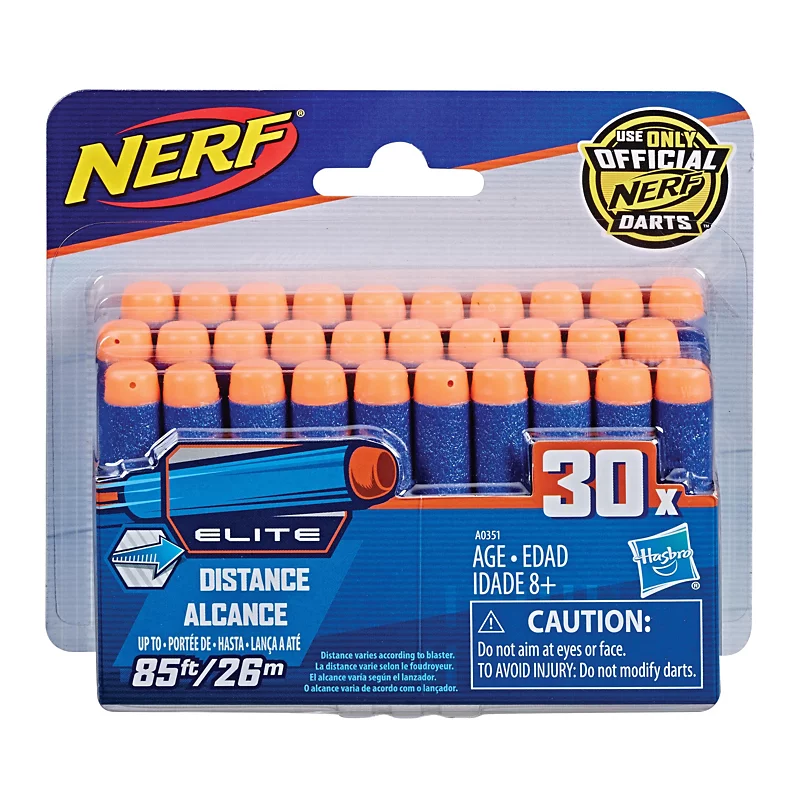 NERF®
USE ONLY
OFFICIAL
NERF
DARTS™
30x
ELITE
DISTANCE
ALCANCE
UP TO • PORTÉE DE • HASTA • LANÇA A ATÉ
85ft/26m
Distance varies according to blaster.
La distance varie selon le foudroyeur.
El alcance varía según el lanzador.
O alcance varia de acordo com o lançador.
A0351
AGE • EDAD
IDADE 8+
Hasbro®
CAUTION:
Do not aim at eyes or face.
TO AVOID INJURY: Do not modify darts.